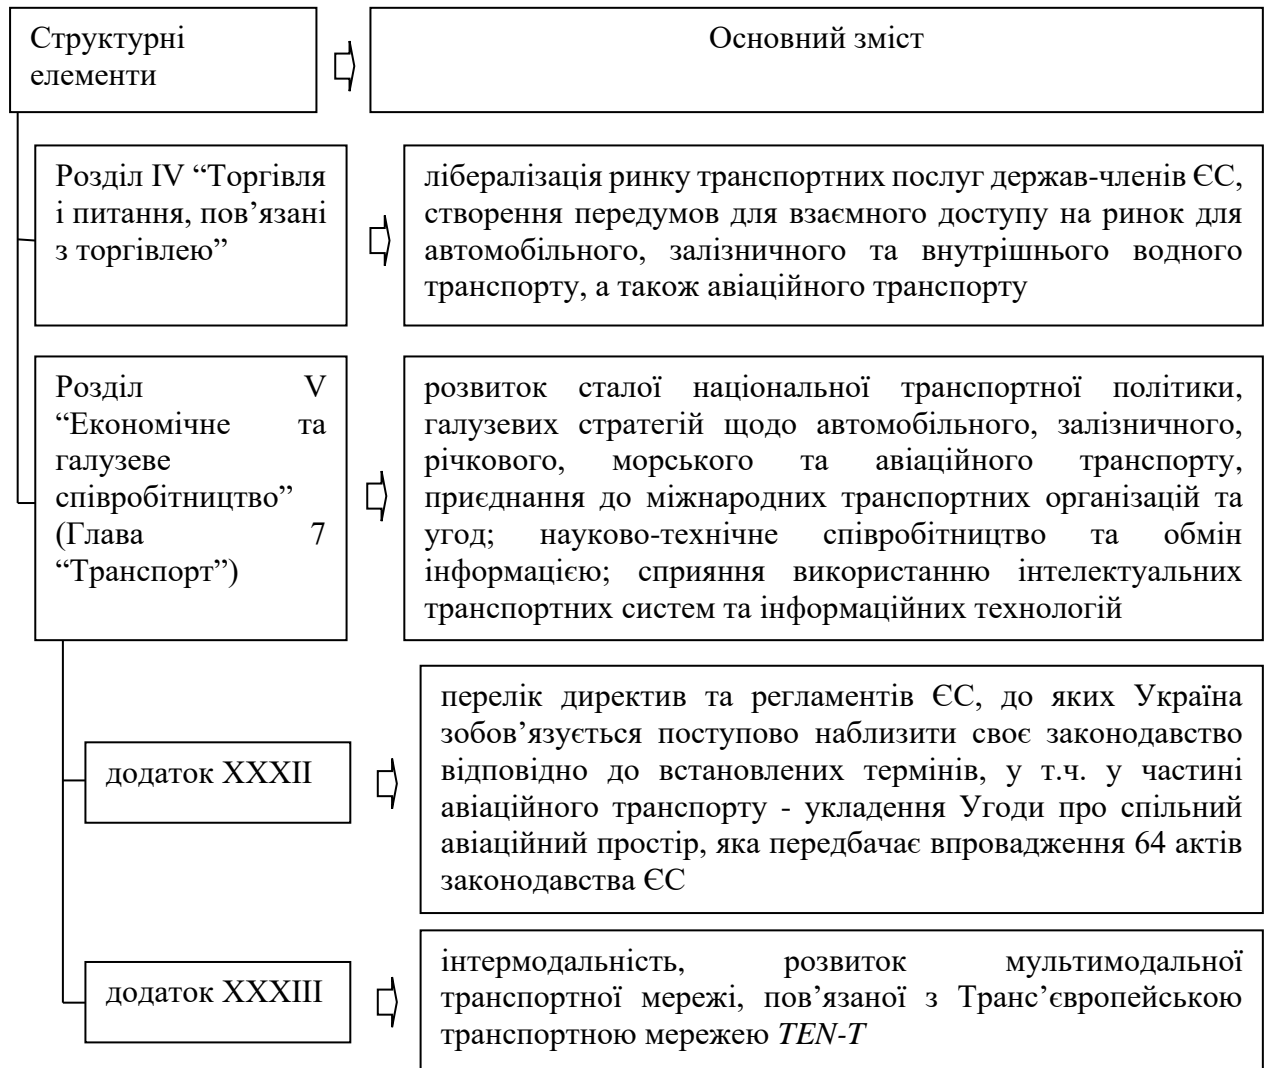 Структурні
елементи
Основний зміст
Розділ IV “Торгівля
і питання, пов’язані
з торгівлею”
лібералізація ринку транспортних послуг держав-членів ЄС,
створення передумов для взаємного доступу на ринок для
автомобільного, залізничного та внутрішнього водного
транспорту, а також авіаційного транспорту
Розділ V
“Економічне та
галузеве
співробітництво”
(Глава 7
“Транспорт”)
розвиток сталої національної транспортної політики,
галузевих стратегій щодо автомобільного, залізничного,
річкового, морського та авіаційного транспорту,
приєднання до міжнародних транспортних організацій та
угод; науково-технічне співробітництво та обмін
інформацією; сприяння використанню інтелектуальних
транспортних систем та інформаційних технологій
додаток XXXII
перелік директив та регламентів ЄС, до яких Україна
зобов’язується поступово наблизити своє законодавство
відповідно до встановлених термінів, у т.ч. у частині
авіаційного транспорту - укладення Угоди про спільний
авіаційний простір, яка передбачає впровадження 64 актів
законодавства ЄС
додаток XXXIII
інтермодальність, розвиток мультимодальної
транспортної мережі, пов’язаної з Транс’європейською
транспортною мережею TEN-T